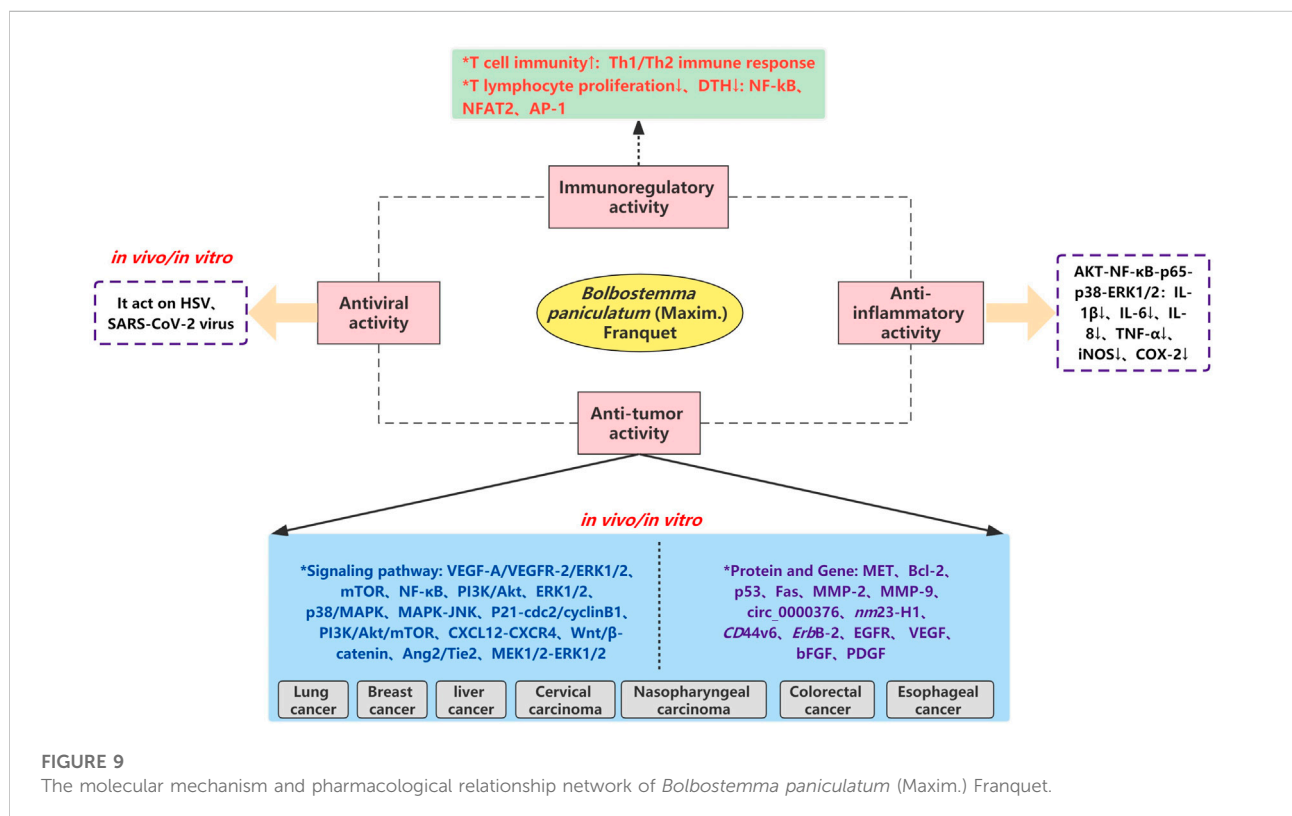 *T cell immunity↑: Th1/Th2 immune response
*T lymphocyte proliferation↓、DTH↓: NF-kB、
NFAT2、AP-1
Immunoregulatory
activity
in vivo/in vitro
It act on HSV、
SARS-CoV-2 virus
Antiviral
activity
Bolbostemma
paniculatum (Maxim.)
Franquet
Anti-
inflammatory
activity
AKT-NF-κB-p65-
p38-ERK1/2: IL-
1β↓、IL-6↓、IL-
8↓、TNF-α↓、
iNOS↓、COX-2↓
Anti-tumor
activity
in vivo/in vitro
*Signaling pathway: VEGF-A/VEGFR-2/ERK1/2、
mTOR、NF-κB、PI3K/Akt、ERK1/2、
p38/MAPK、MAPK-JNK、P21-cdc2/cyclinB1、
PI3K/Akt/mTOR、CXCL12-CXCR4、Wnt/β-
catenin、Ang2/Tie2、MEK1/2-ERK1/2
*Protein and Gene: MET、Bcl-2、
p53、Fas、MMP-2、MMP-9、
circ_0000376、nm23-H1、
CD44v6、ErbB-2、EGFR、VEGF、
bFGF、PDGF
Lung
cancer
Breast
cancer
liver
cancer
Cervical
carcinoma
Nasopharyngeal
carcinoma
Colorectal
cancer
Esophageal
cancer
FIGURE 9
The molecular mechanism and pharmacological relationship network of Bolbostemma paniculatum (Maxim.) Franquet.